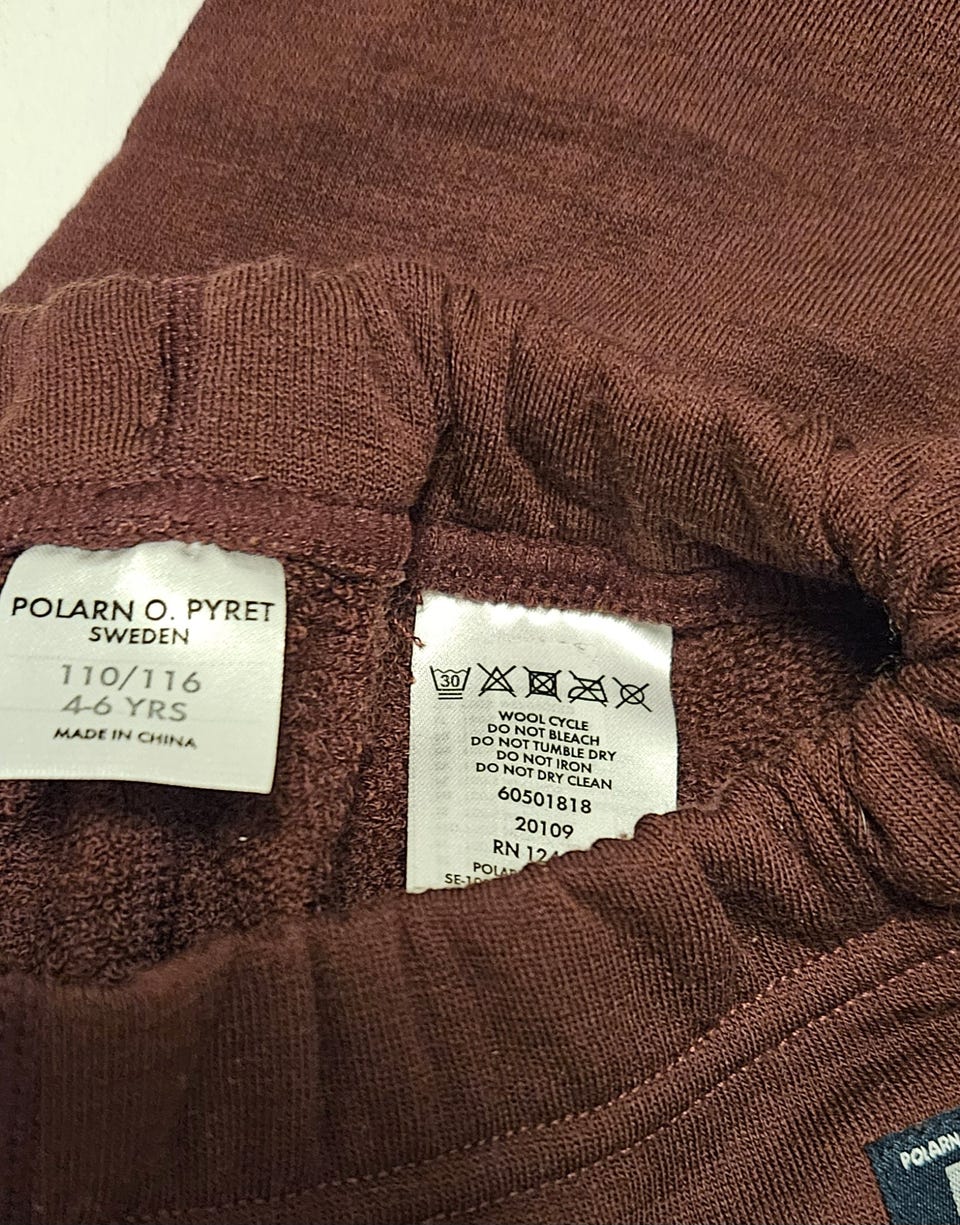 POLARN O. PYRET
SWEDEN
110/116
4-6 YRS
MADE IN CHINA
30
WOOL CYCLE
DO NOT BLEACH
DO NOT TUMBLE DRY
DO NOT IRON
DO NOT DRY CLEAN
60501818
20109
RN
POLARN